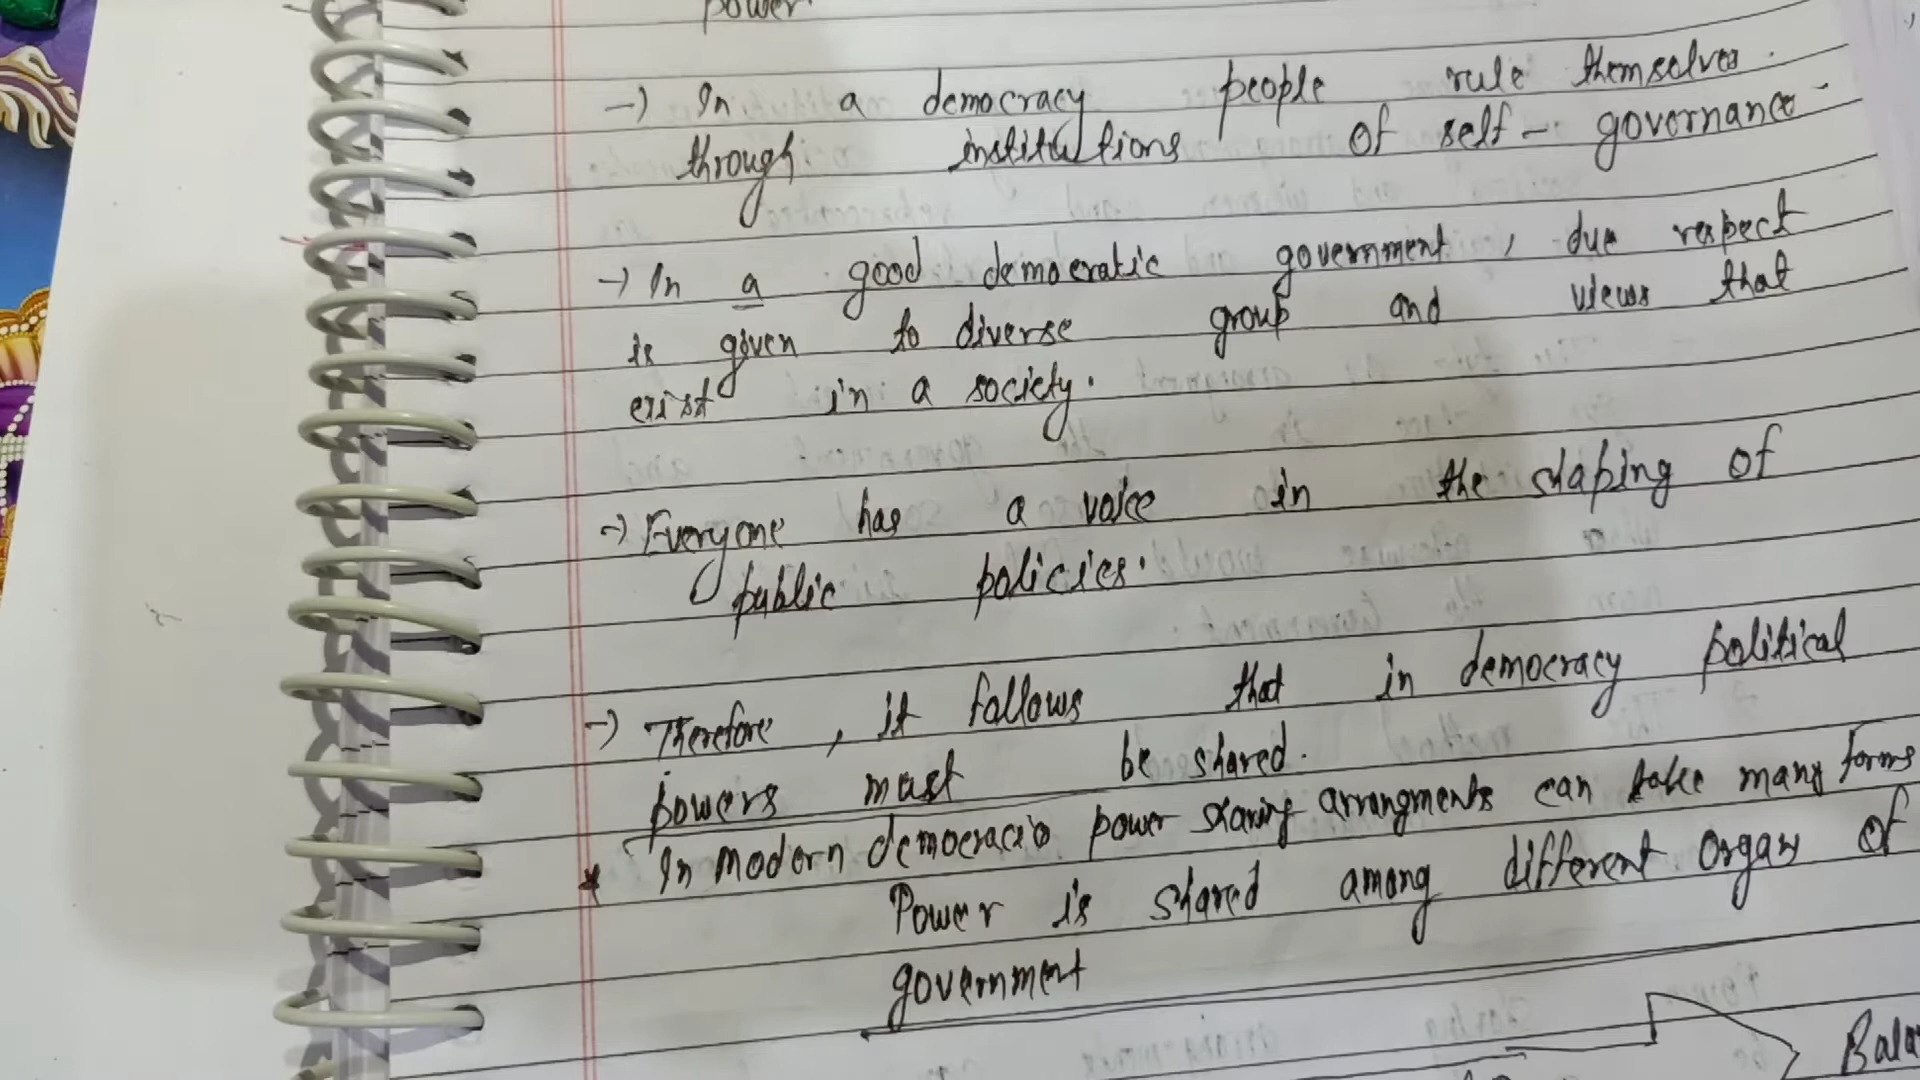 power.
→ In a democracy people rule themselves
through institutions of self- governance
→ In a good democratic government, due respect
is given to diverse group and views that
exist in a society.
→ Everyone has a voice in the shaping of
public policies.
→ Therefore, it follows that in democracy political
powers must be shared.
* In modern democracies power sharing arrangments can take many forms
Power is shared among different organs of
government
Bala